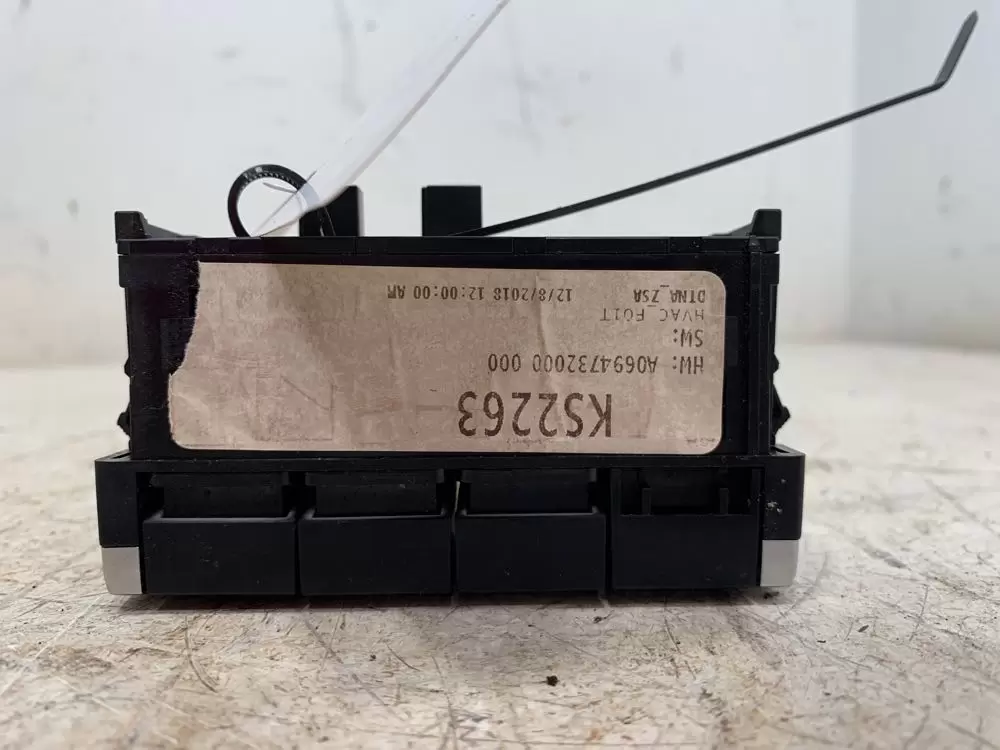 KS2263
HW: A0694732000 000
SW:
HVAC_F01T
DTNA_ZSA 12/8/2018 12:00:00 AM